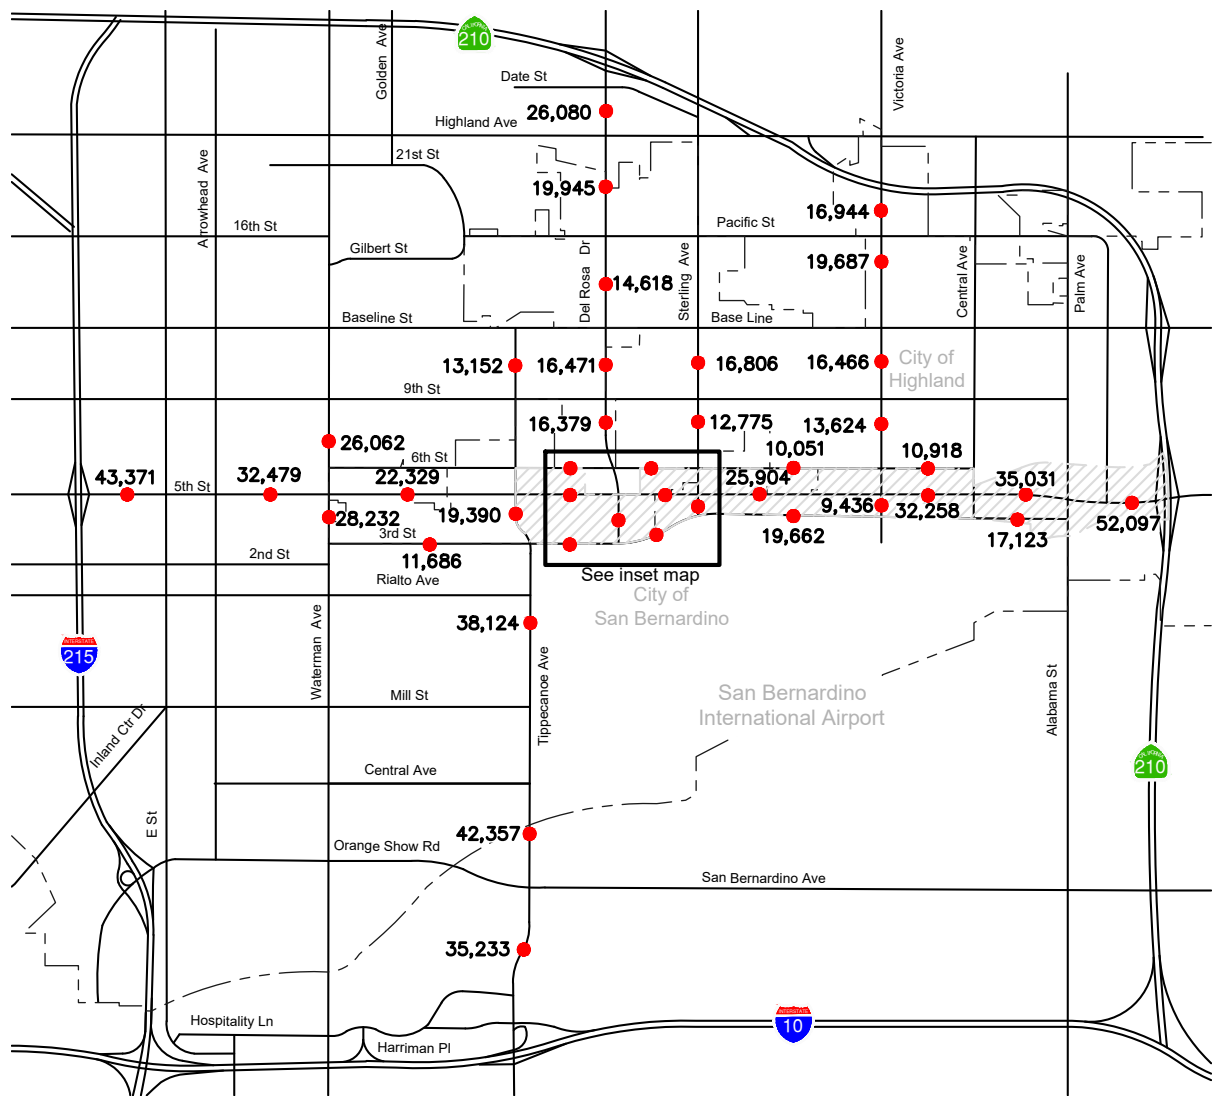 CALIFORNIA
210
Golden Ave
Victoria Ave
Date St
26,080
Highland Ave
21st St
Arrowhead Ave
19,945
16,944
16th St
Pacific St
Gilbert St
19,687
Del Rosa Dr
Sterling Ave
Central Ave
Palm Ave
14,618
Baseline St
Base Line
13,152
16,471
16,806
16,466
City of
Highland
9th St
16,379
12,775
13,624
26,062
10,051
10,918
6th St
43,371
32,479
22,329
25,904
35,031
5th St
28,232
19,390
9,436
32,258
52,097
3rd St
19,662
17,123
2nd St
11,686
Rialto Ave
See inset map
City of
San Bernardino
38,124
INTERSTATE
215
Waterman Ave
Tippecanoe Ave
Alabama St
Mill St
San Bernardino
International Airport
Inland Ctr Dr
Central Ave
CALIFORNIA
210
E St
42,357
Orange Show Rd
San Bernardino Ave
35,233
Hospitality Ln
INTERSTATE
10
Harriman Pl